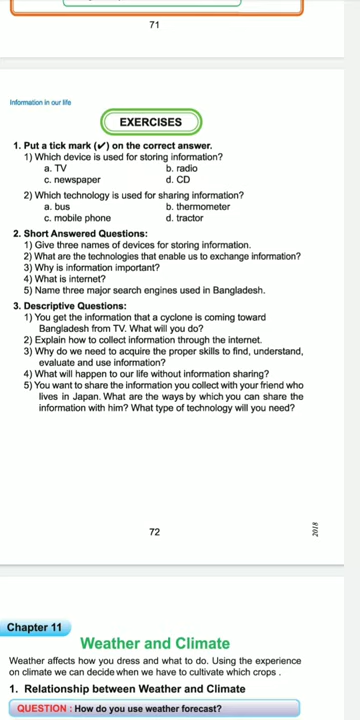 71
Information in our life
EXERCISES
1. Put a tick mark (✔) on the correct answer.
1) Which device is used for storing information?
a. TV b. radio
c. newspaper d. CD
2) Which technology is used for sharing information?
a. bus b. thermometer
c. mobile phone d. tractor
2. Short Answered Questions:
1) Give three names of devices for storing information.
2) What are the technologies that enable us to exchange information?
3) Why is information important?
4) What is internet?
5) Name three major search engines used in Bangladesh.
3. Descriptive Questions:
1) You get the information that a cyclone is coming toward
Bangladesh from TV. What will you do?
2) Explain how to collect information through the internet.
3) Why do we need to acquire the proper skills to find, understand,
evaluate and use information?
4) What will happen to our life without information sharing?
5) You want to share the information you collect with your friend who
lives in Japan. What are the ways by which you can share the
information with him? What type of technology will you need?
72
2018
Chapter 11
Weather and Climate
Weather affects how you dress and what to do. Using the experience
on climate we can decide when we have to cultivate which crops .
1. Relationship between Weather and Climate
QUESTION : How do you use weather forecast?